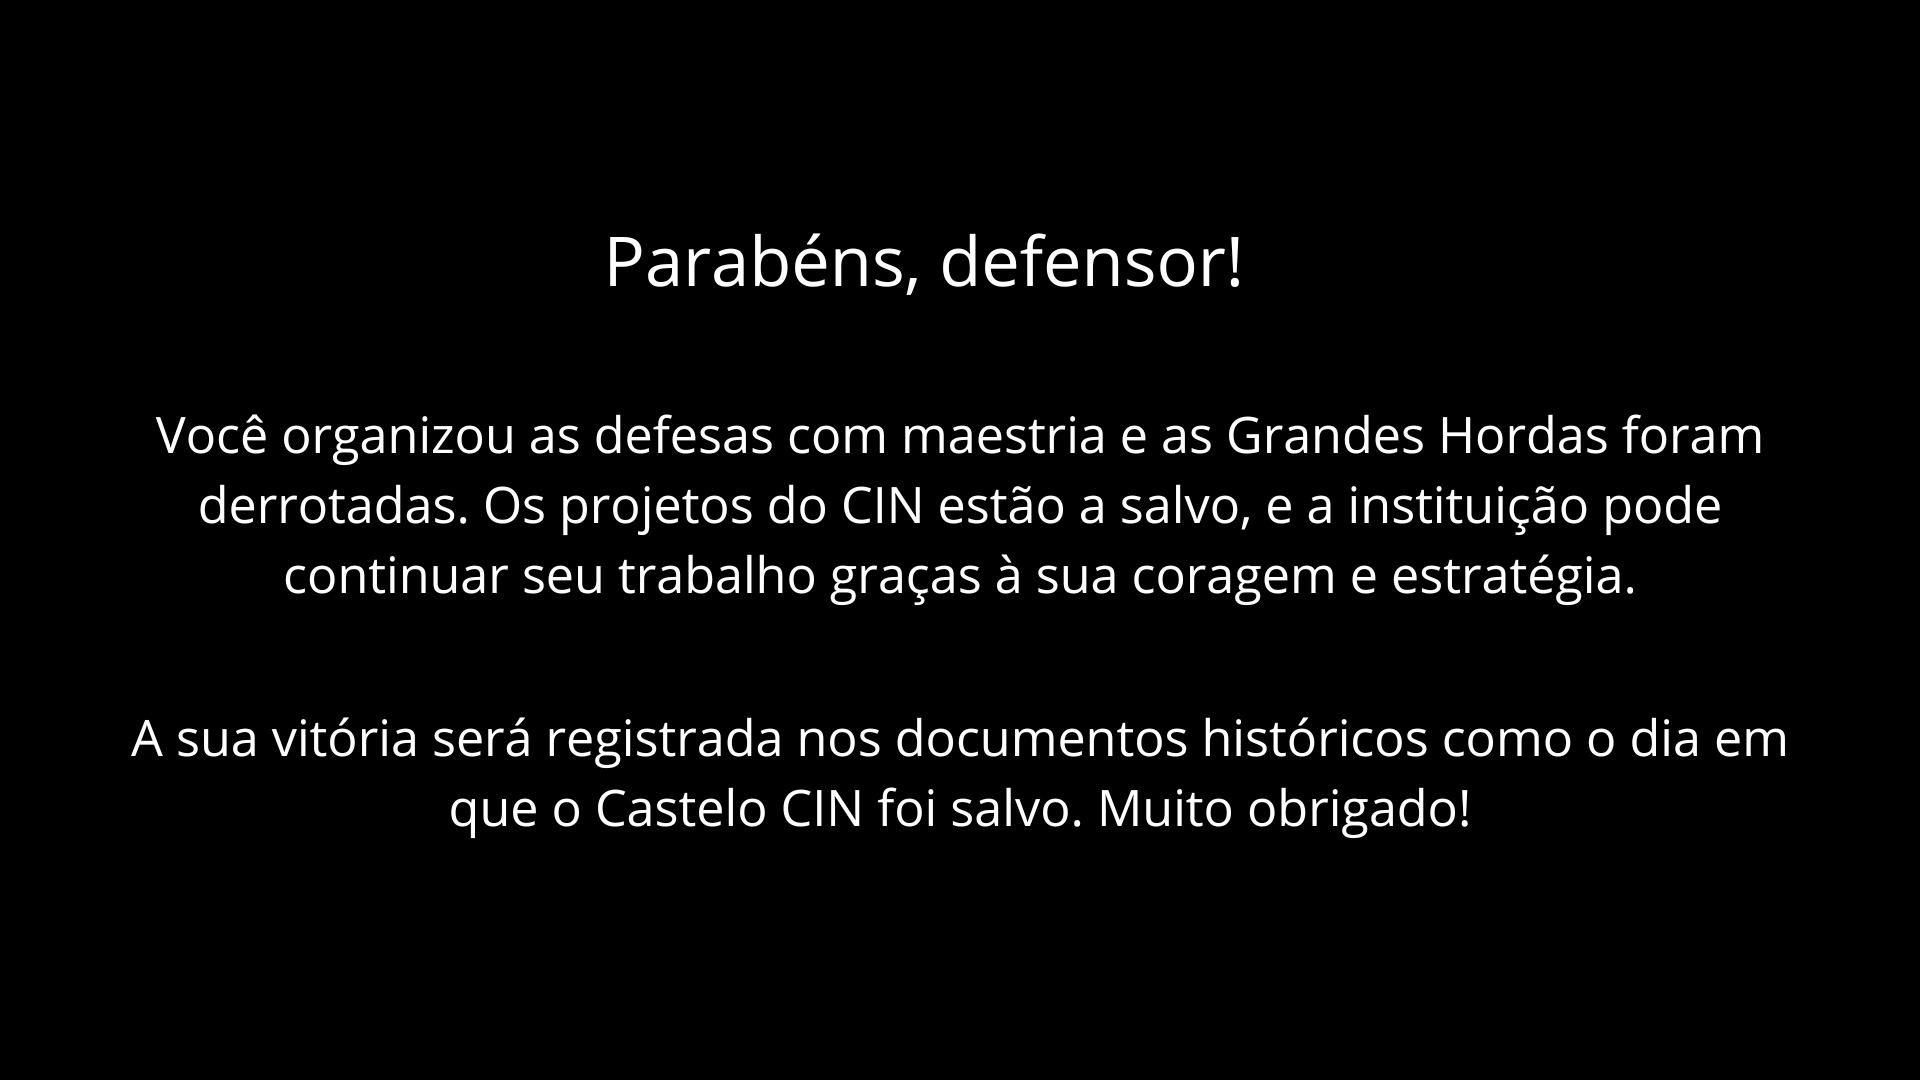 Parabéns, defensor!
Você organizou as defesas com maestria e as Grandes Hordas foram
derrotadas. Os projetos do CIN estão a salvo, e a instituição pode
continuar seu trabalho graças à sua coragem e estratégia.
A sua vitória será registrada nos documentos históricos como o dia em
que o Castelo CIN foi salvo. Muito obrigado!